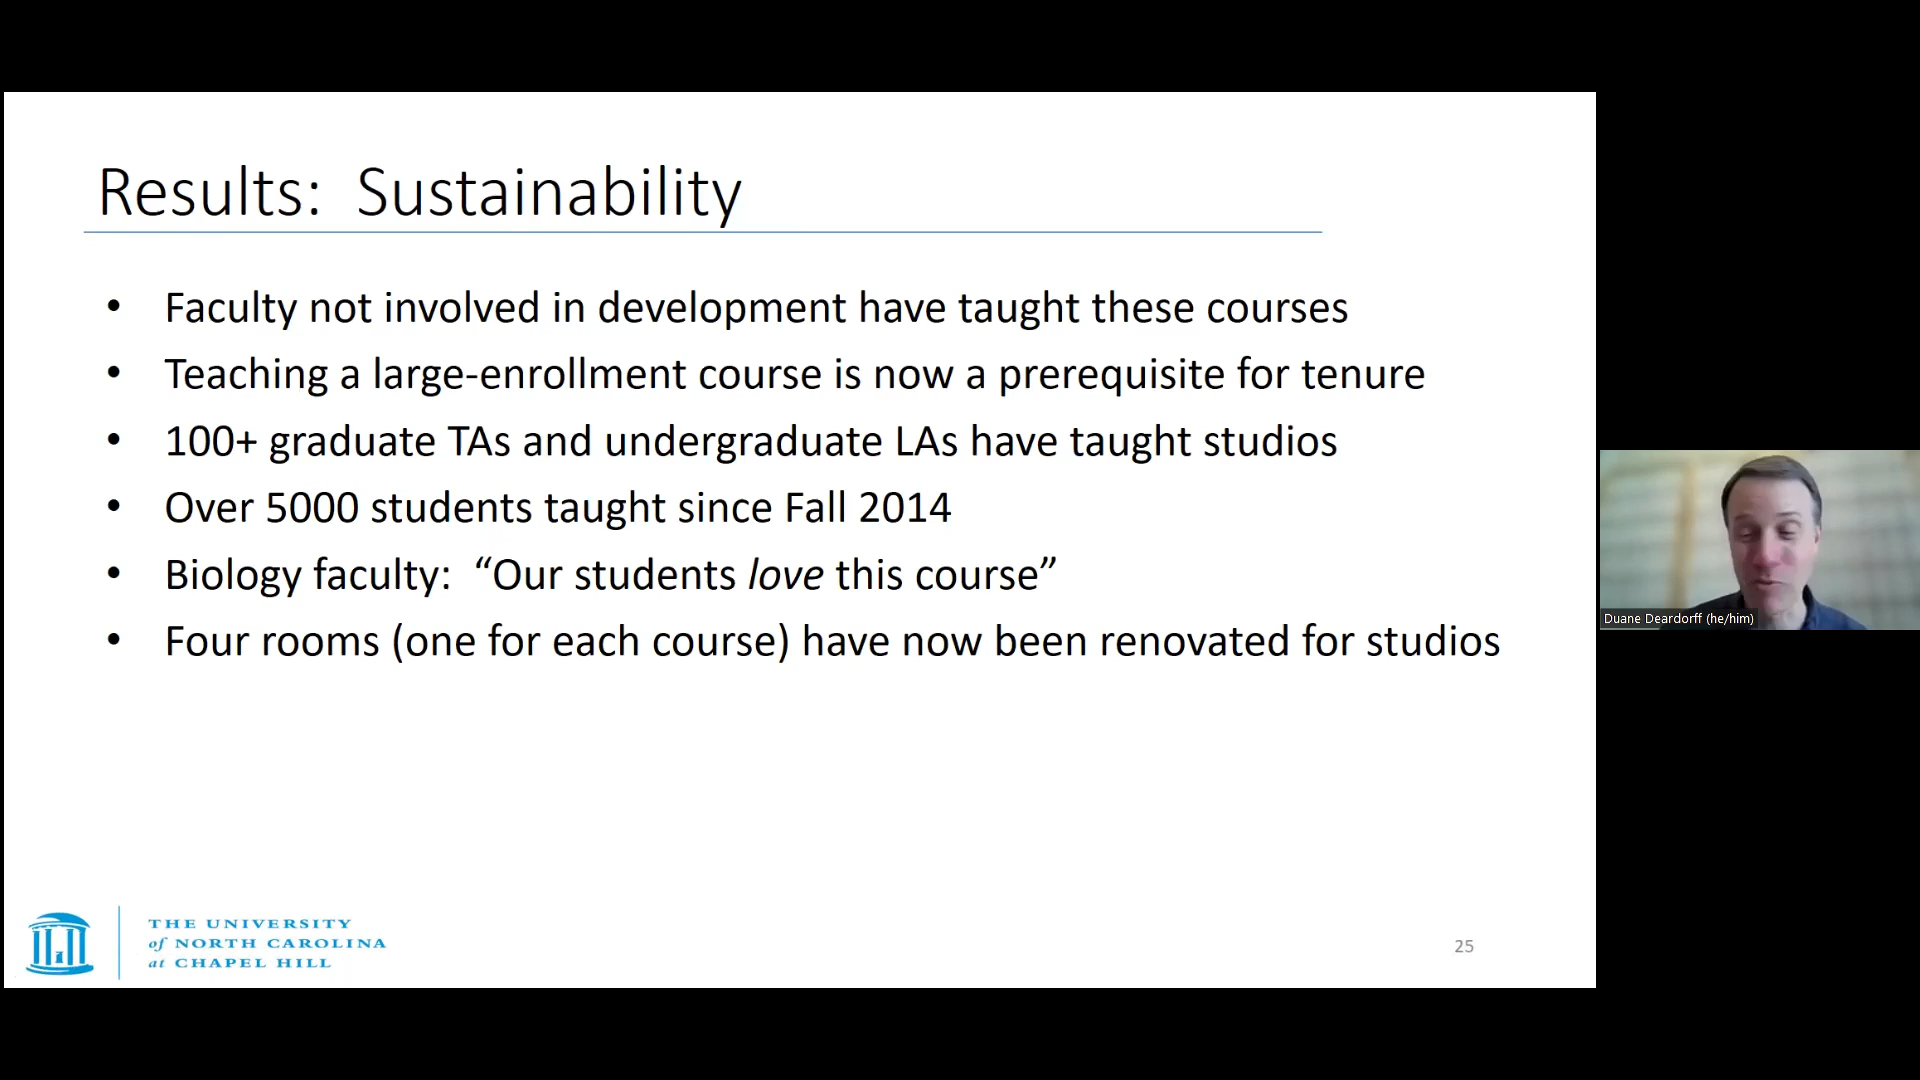 Results:  Sustainability
• Faculty not involved in development have taught these courses
• Teaching a large-enrollment course is now a prerequisite for tenure
• 100+ graduate TAs and undergraduate LAs have taught studios
• Over 5000 students taught since Fall 2014
• Biology faculty:  “Our students love this course”
• Four rooms (one for each course) have now been renovated for studios
Duane Deardorff (he/him)
THE UNIVERSITY
of NORTH CAROLINA
at CHAPEL HILL
25